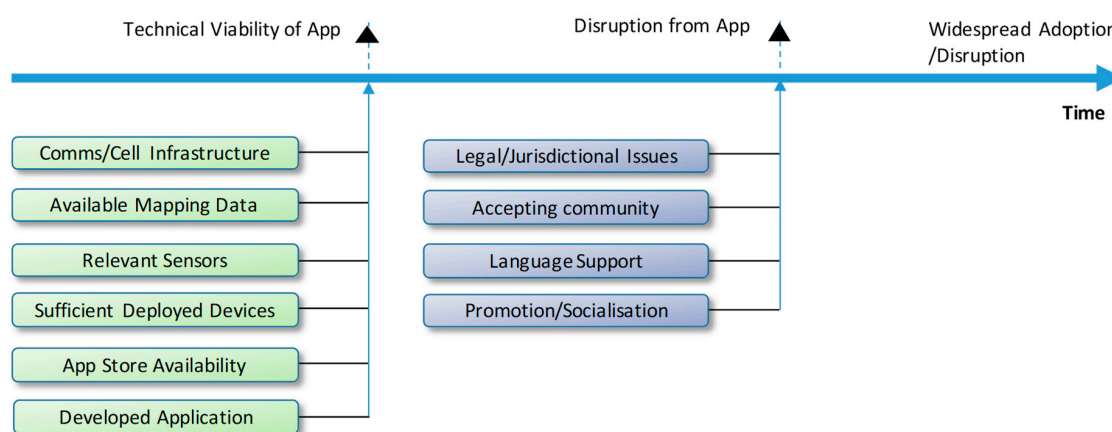 Technical Viability of App
Disruption from App
Widespread Adoption
/Disruption
Time
Comms/Cell Infrastructure
Available Mapping Data
Relevant Sensors
Sufficient Deployed Devices
App Store Availability
Developed Application
Legal/Jurisdictional Issues
Accepting community
Language Support
Promotion/Socialisation